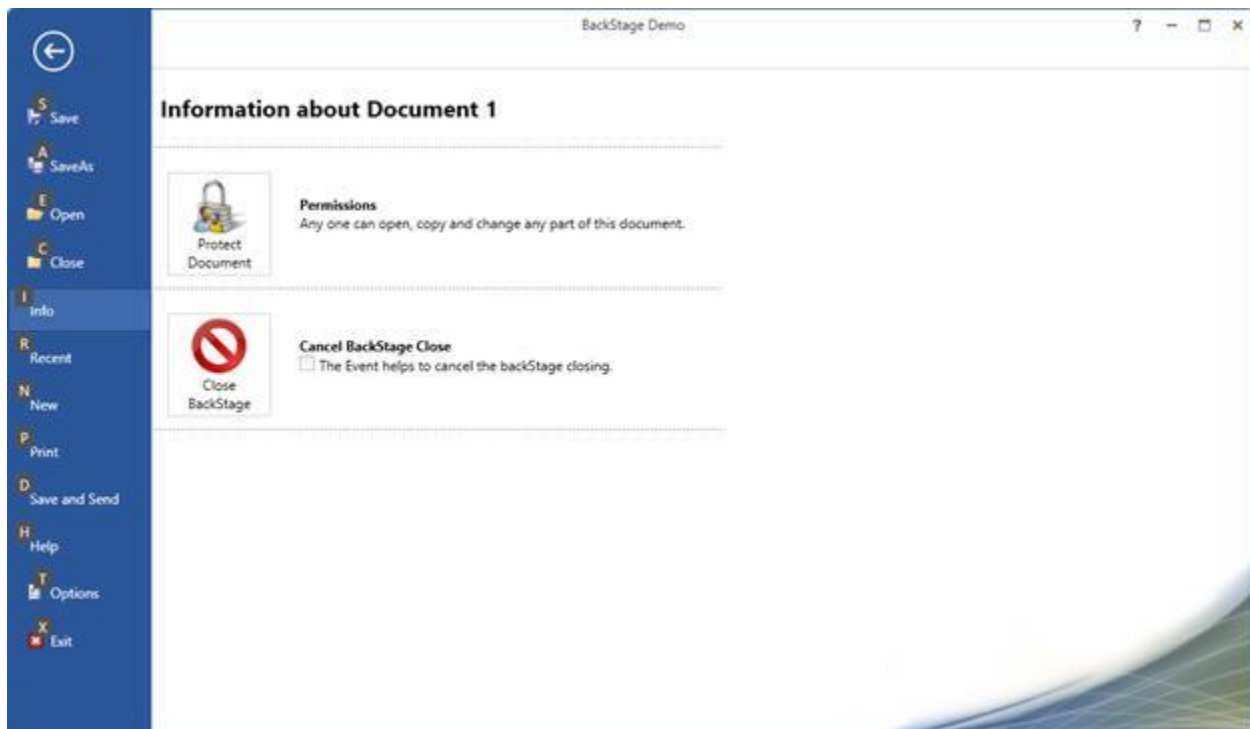 BackStage Demo
?
S
Save
A
SaveAs
E
Open
C
Close
I
Info
R
Recent
N
New
P
Print
D
Save and Send
H
Help
T
Options
X
Exit
Information about Document 1
Protect
Document
Permissions
Any one can open, copy and change any part of this document.
Close
BackStage
Cancel BackStage Close
The Event helps to cancel the backStage closing.